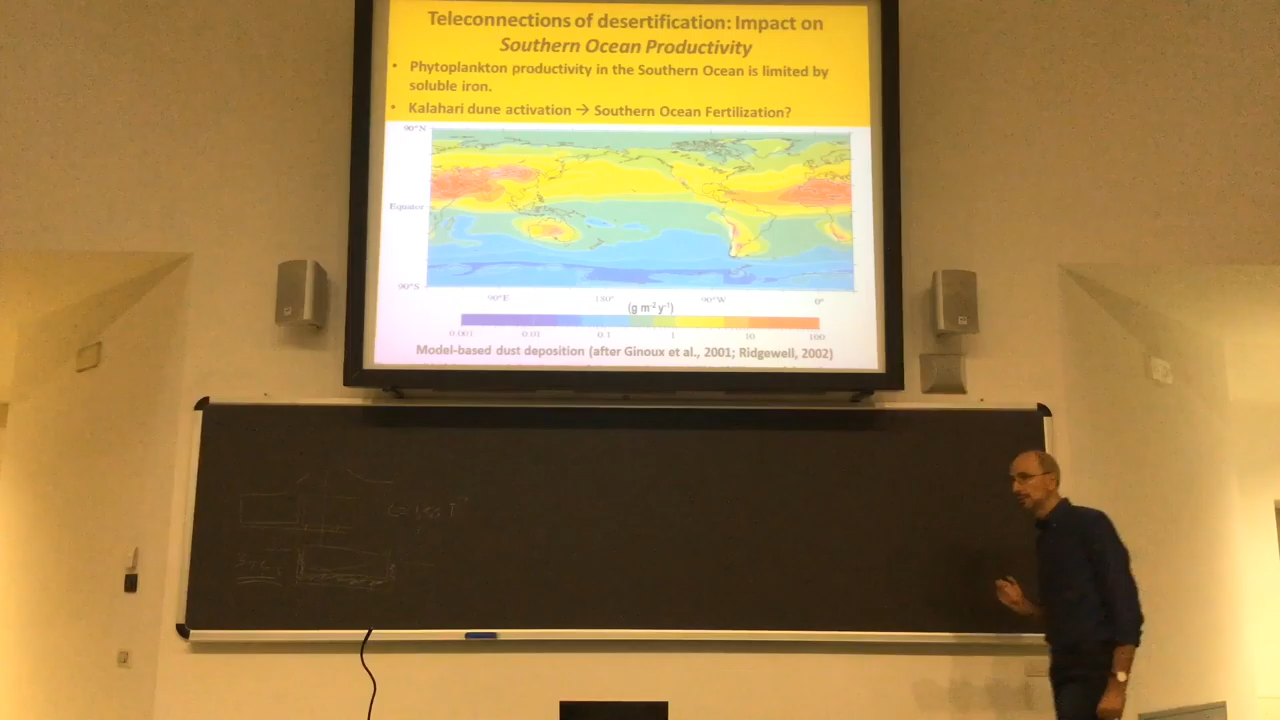 Teleconnections of desertification: Impact on
Southern Ocean Productivity
• Phytoplankton productivity in the Southern Ocean is limited by
soluble iron.
• Kalahari dune activation → Southern Ocean Fertilization?
90°N
Equator
90°S
90°E 180° 90°W 0°
(g m⁻² y⁻¹)
0.001 0.01 0.1 1 10 100
Model-based dust deposition (after Ginoux et al., 2001; Ridgewell, 2002)